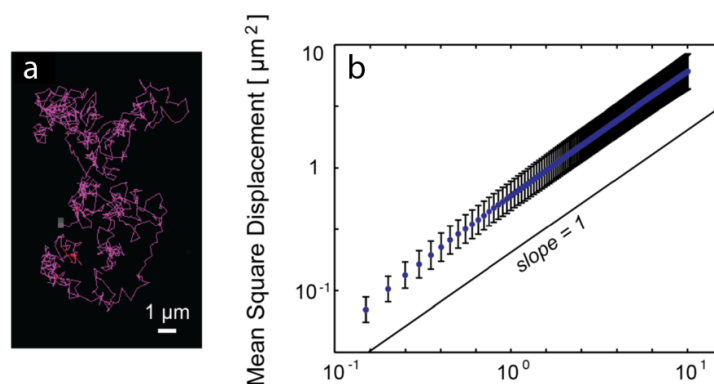 a
1 μm
Mean Square Displacement [ μm²]
b
10
1
10⁻¹
slope = 1
10⁻¹
10⁰
10¹